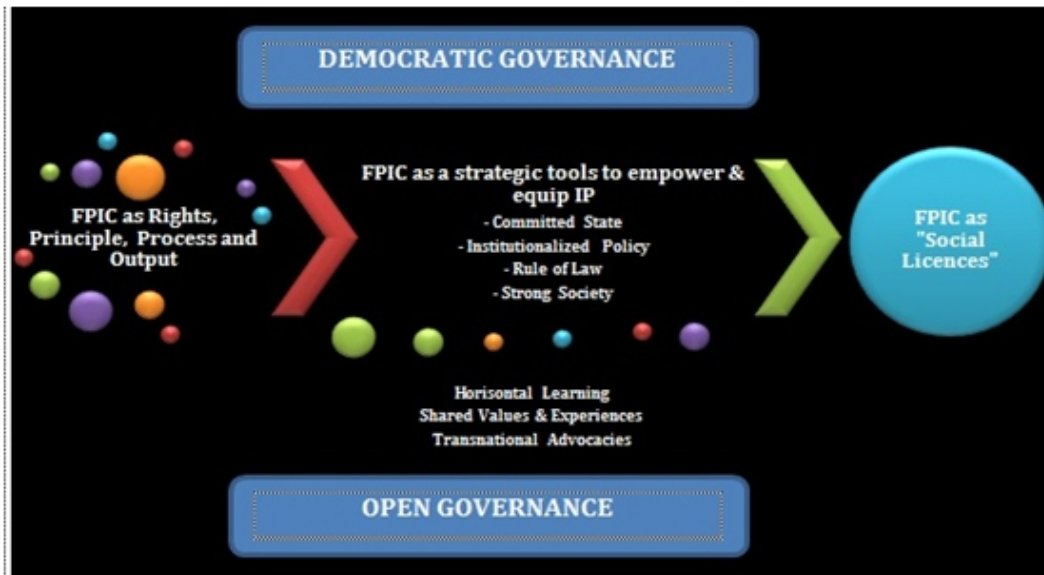 DEMOCRATIC GOVERNANCE
FPIC as Rights,
Principle, Process and
Output
FPIC as a strategic tools to empower &
equip IP
- Committed State
- Institutionalized Policy
- Rule of Law
- Strong Society
FPIC as
"Social
Licences"
Horisontal Learning
Shared Values & Experiences
Transnational Advocacies
OPEN GOVERNANCE